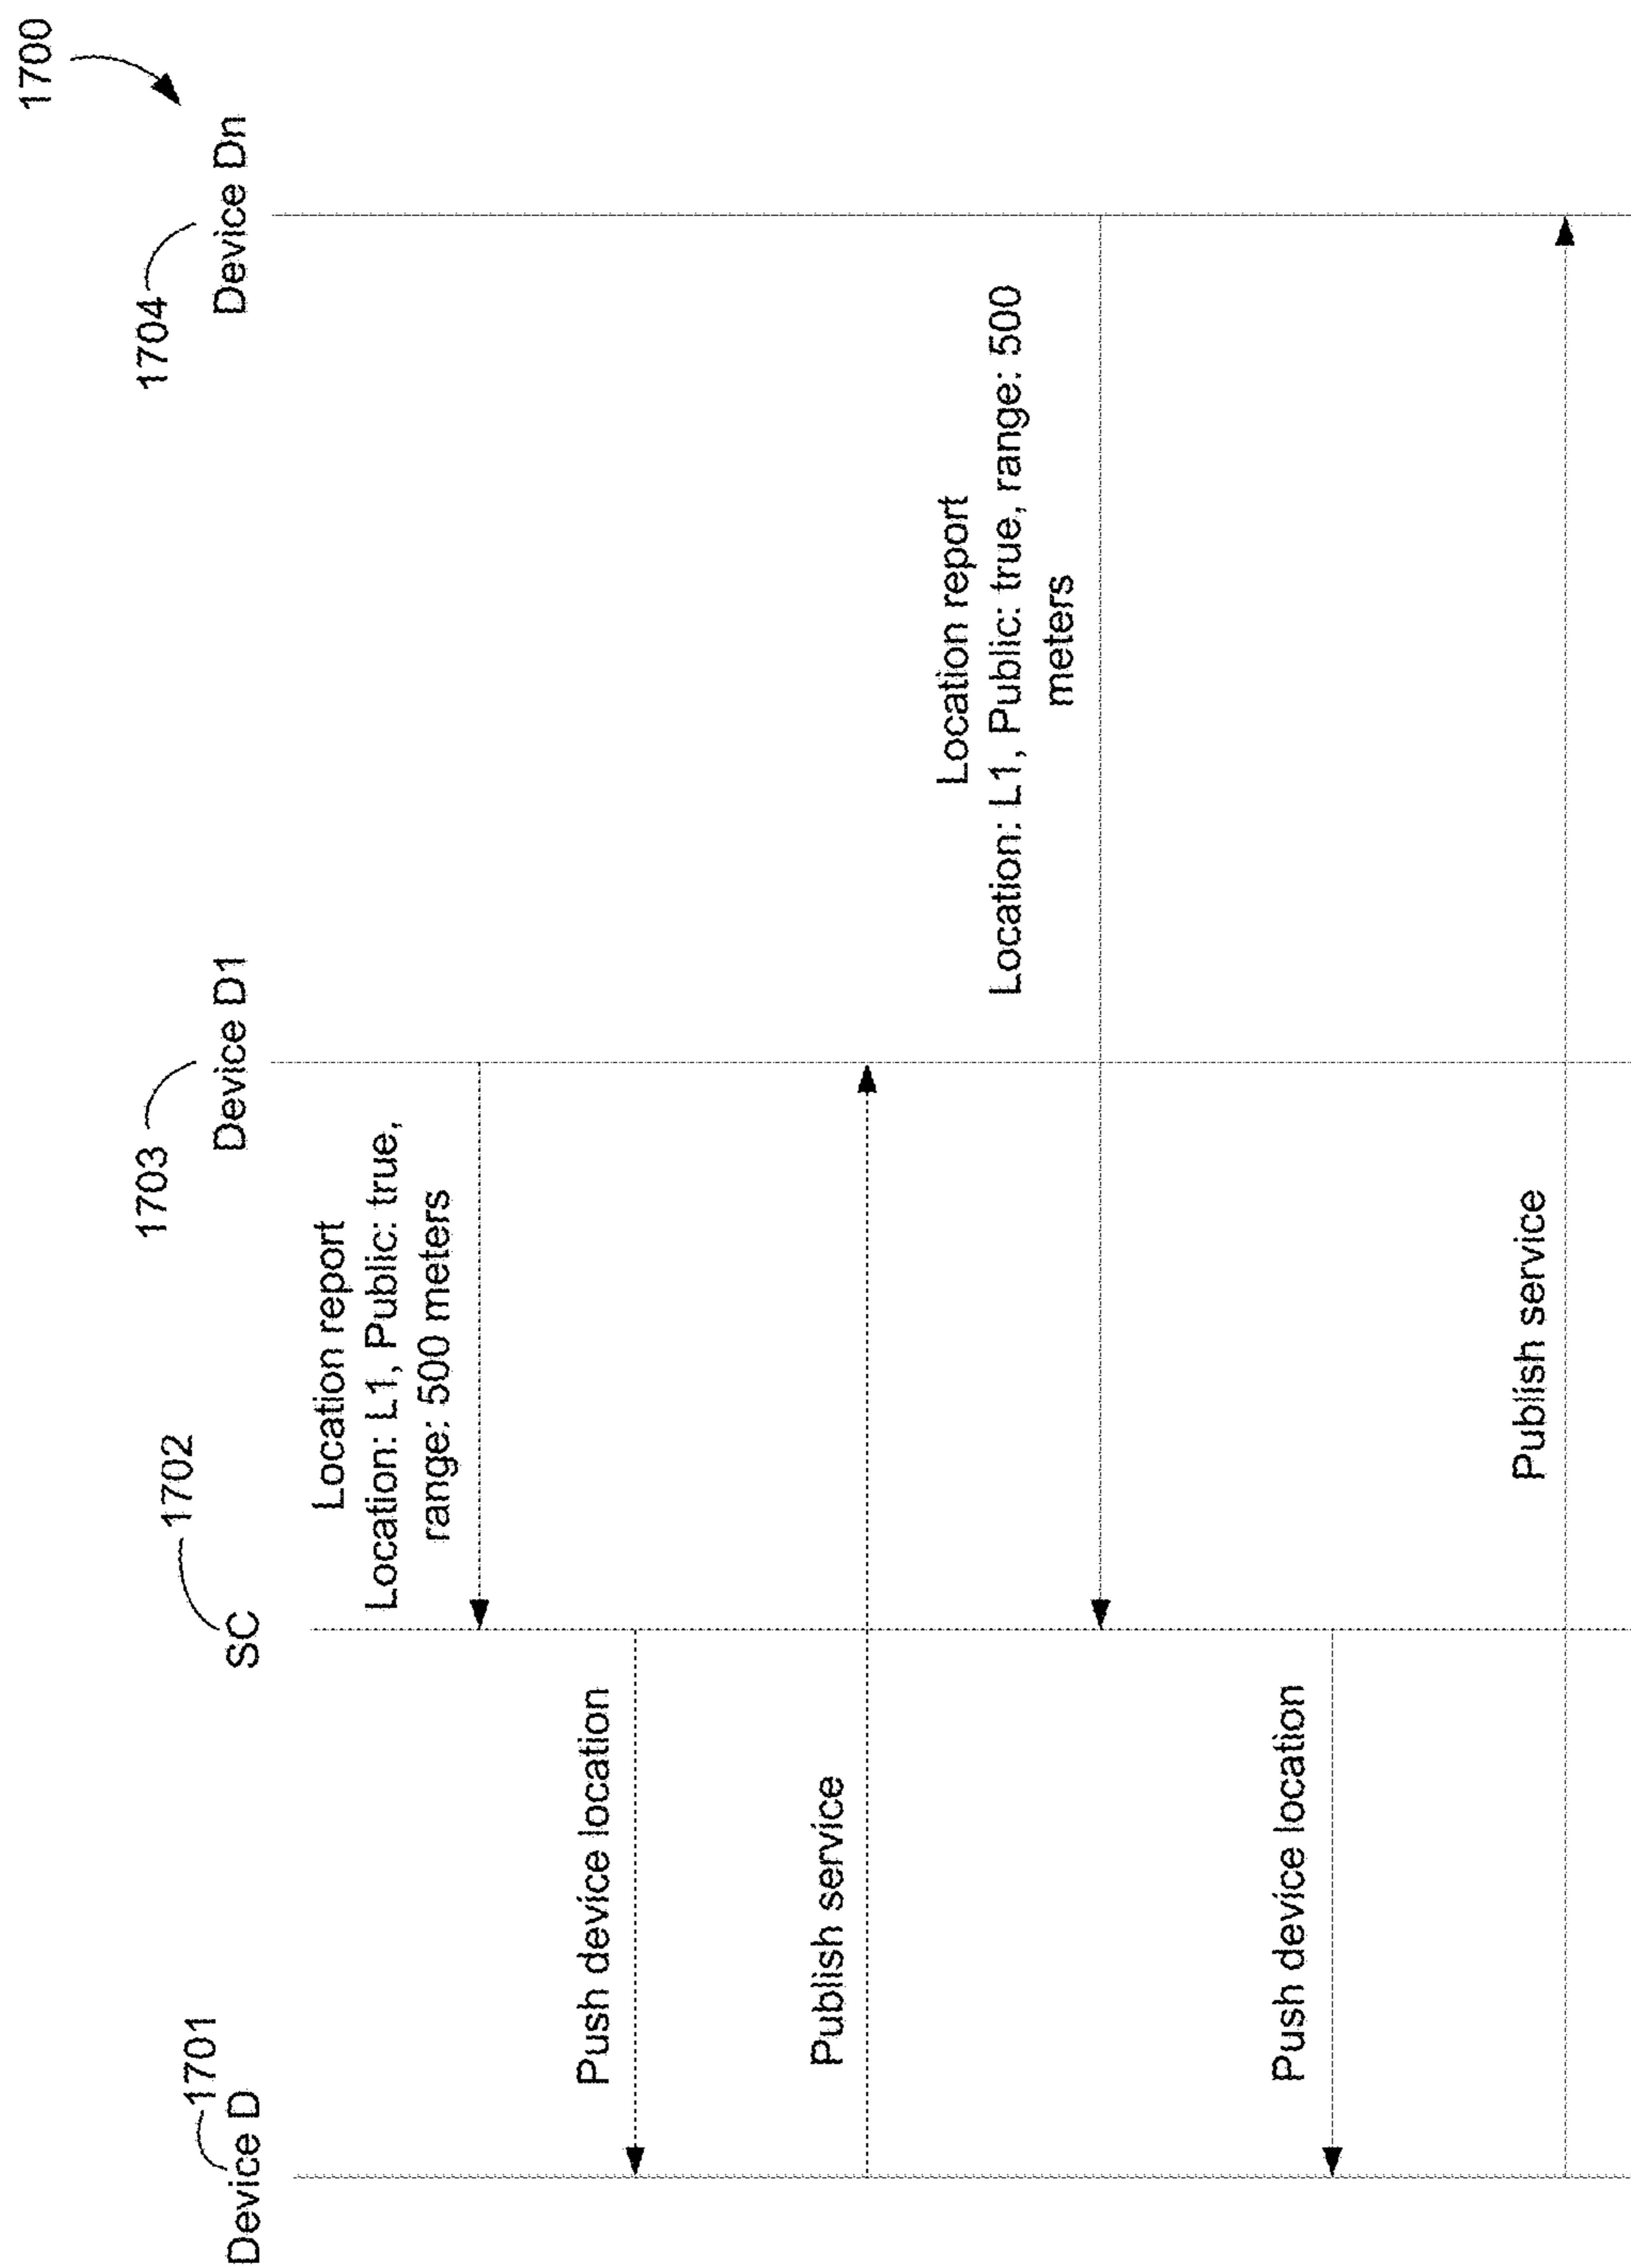 1700
1701
Device D
1702
SC
1703
Device D1
1704
Device Dn
Location report
Location: L1, Public: true,
range: 500 meters
Push device location
Publish service
Location report
Location: L1, Public: true, range: 500
meters
Push device location
Publish service